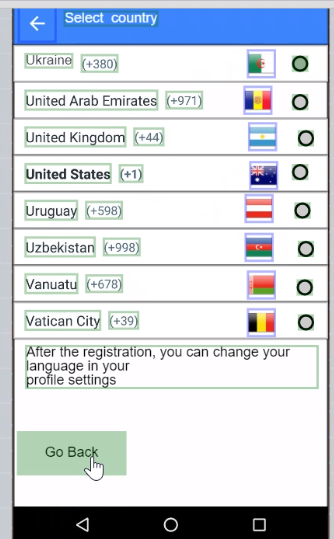 Select country
Ukraine (+380)
United Arab Emirates (+971)
United Kingdom (+44)
United States (+1)
Uruguay (+598)
Uzbekistan (+998)
Vanuatu (+678)
Vatican City (+39)
After the registration, you can change your
language in your
profile settings
Go Back